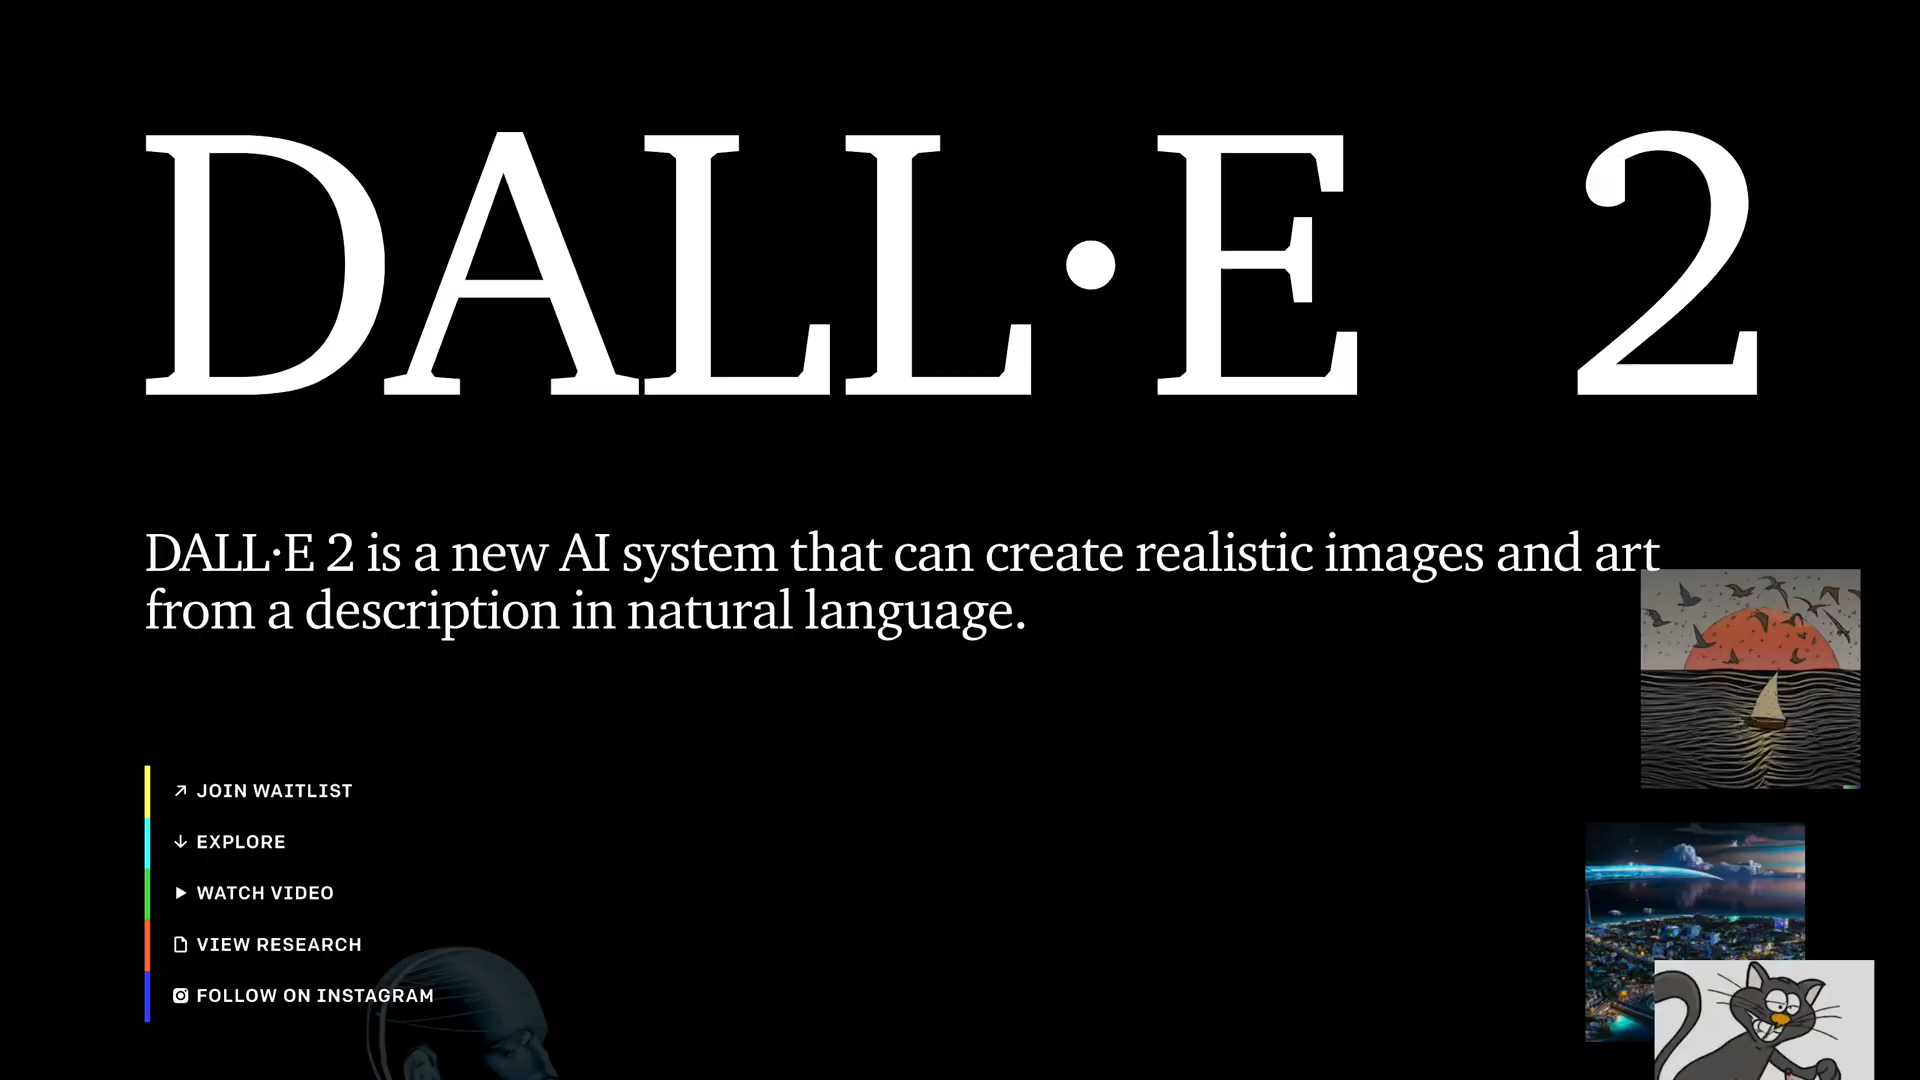 DALL·E 2
DALL·E 2 is a new AI system that can create realistic images and art
from a description in natural language.
JOIN WAITLIST
EXPLORE
WATCH VIDEO
VIEW RESEARCH
FOLLOW ON INSTAGRAM